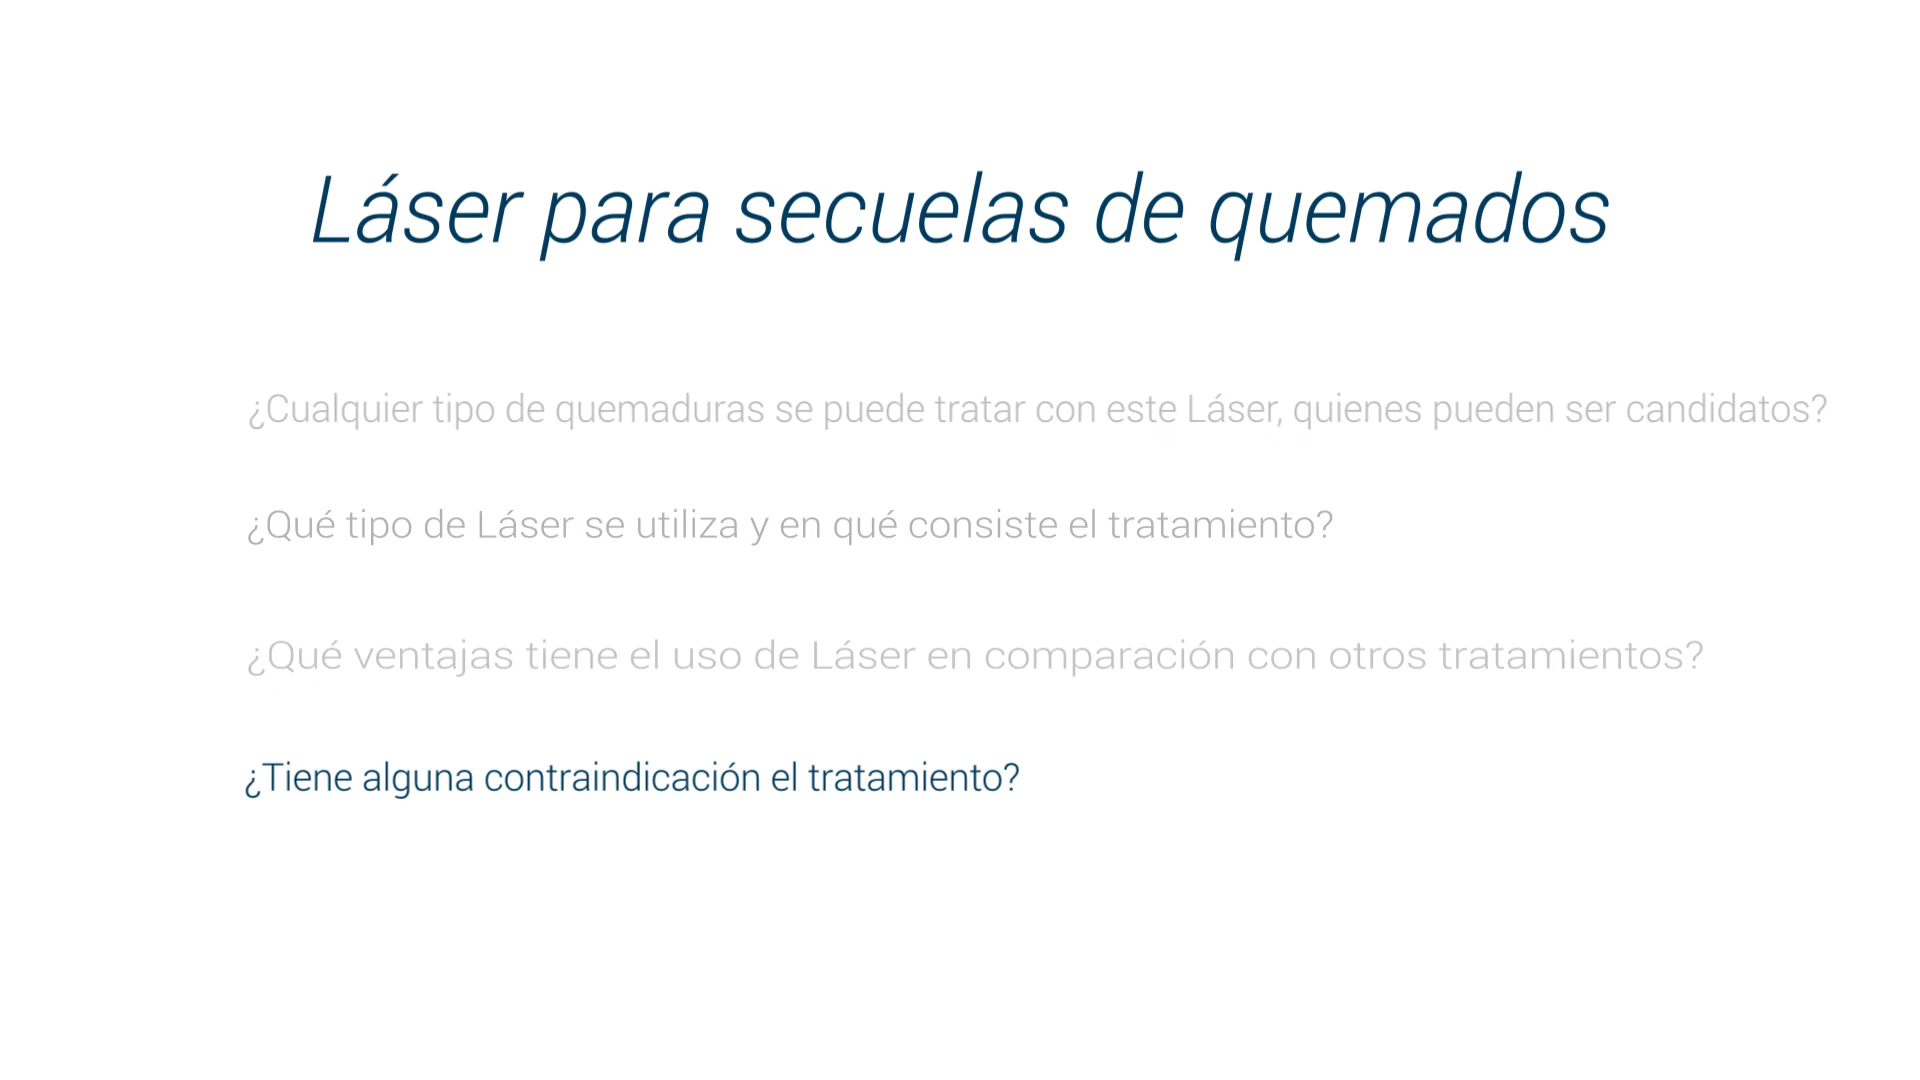 Láser para secuelas de quemados
¿Cualquier tipo de quemaduras se puede tratar con este Láser, quienes pueden ser candidatos?
¿Qué tipo de Láser se utiliza y en qué consiste el tratamiento?
¿Qué ventajas tiene el uso de Láser en comparación con otros tratamientos?
¿Tiene alguna contraindicación el tratamiento?